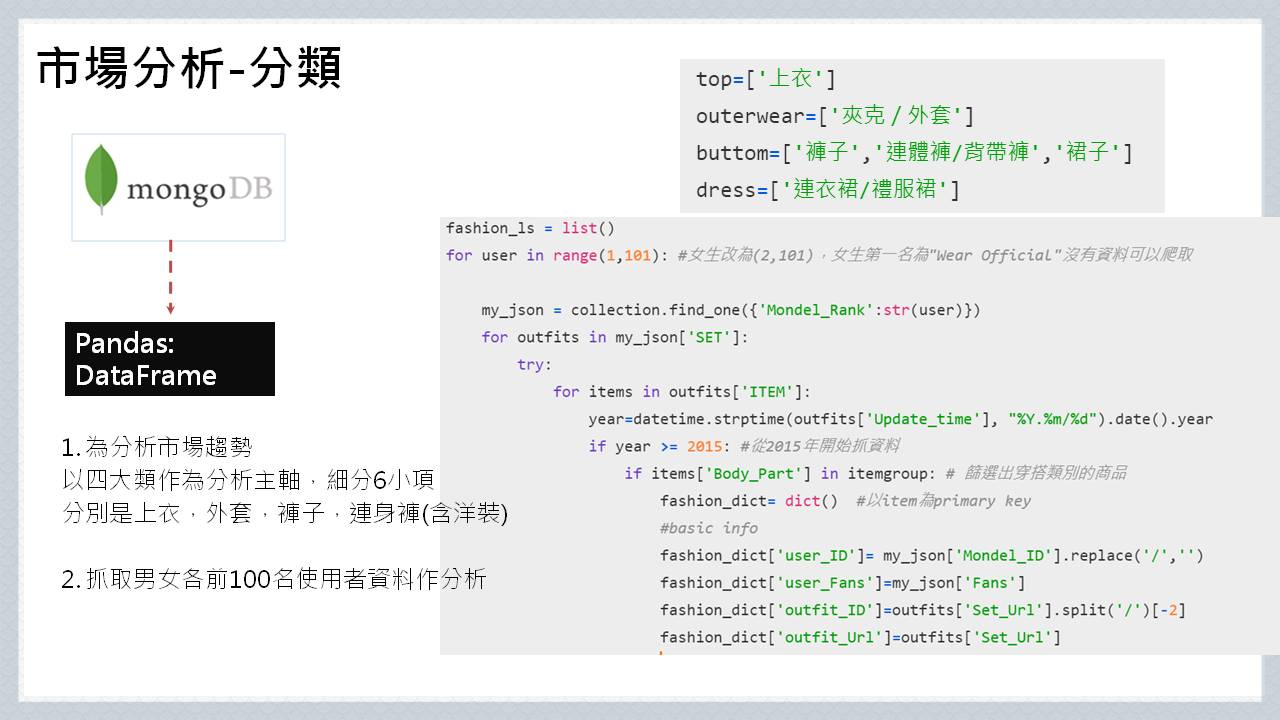 市場分析-分類
mongoDB
Pandas:
DataFrame
1. 為分析市場趨勢
以四大類作為分析主軸，細分6小項
分別是上衣，外套，褲子，連身褲(含洋裝)
2. 抓取男女各前100名使用者資料作分析
top=['上衣']
outerwear=['夾克／外套']
buttom=['褲子','連體褲/背帶褲','裙子']
dress=['連衣裙/禮服裙']
fashion_ls = list()
for user in range(1,101): #女生改為(2,101)，女生第一名為"Wear Official"沒有資料可以爬取
my_json = collection.find_one({'Mondel_Rank':str(user)})
for outfits in my_json['SET']:
try:
for items in outfits['ITEM']:
year=datetime.strptime(outfits['Update_time'], "%Y.%m/%d").date().year
if year >= 2015: #從2015年開始抓資料
if items['Body_Part'] in itemgroup: # 篩選出穿搭類別的商品
fashion_dict= dict()  #以item為primary key
#basic info
fashion_dict['user_ID']= my_json['Mondel_ID'].replace('/','')
fashion_dict['user_Fans']=my_json['Fans']
fashion_dict['outfit_ID']=outfits['Set_Url'].split('/')[-2]
fashion_dict['outfit_Url']=outfits['Set_Url']